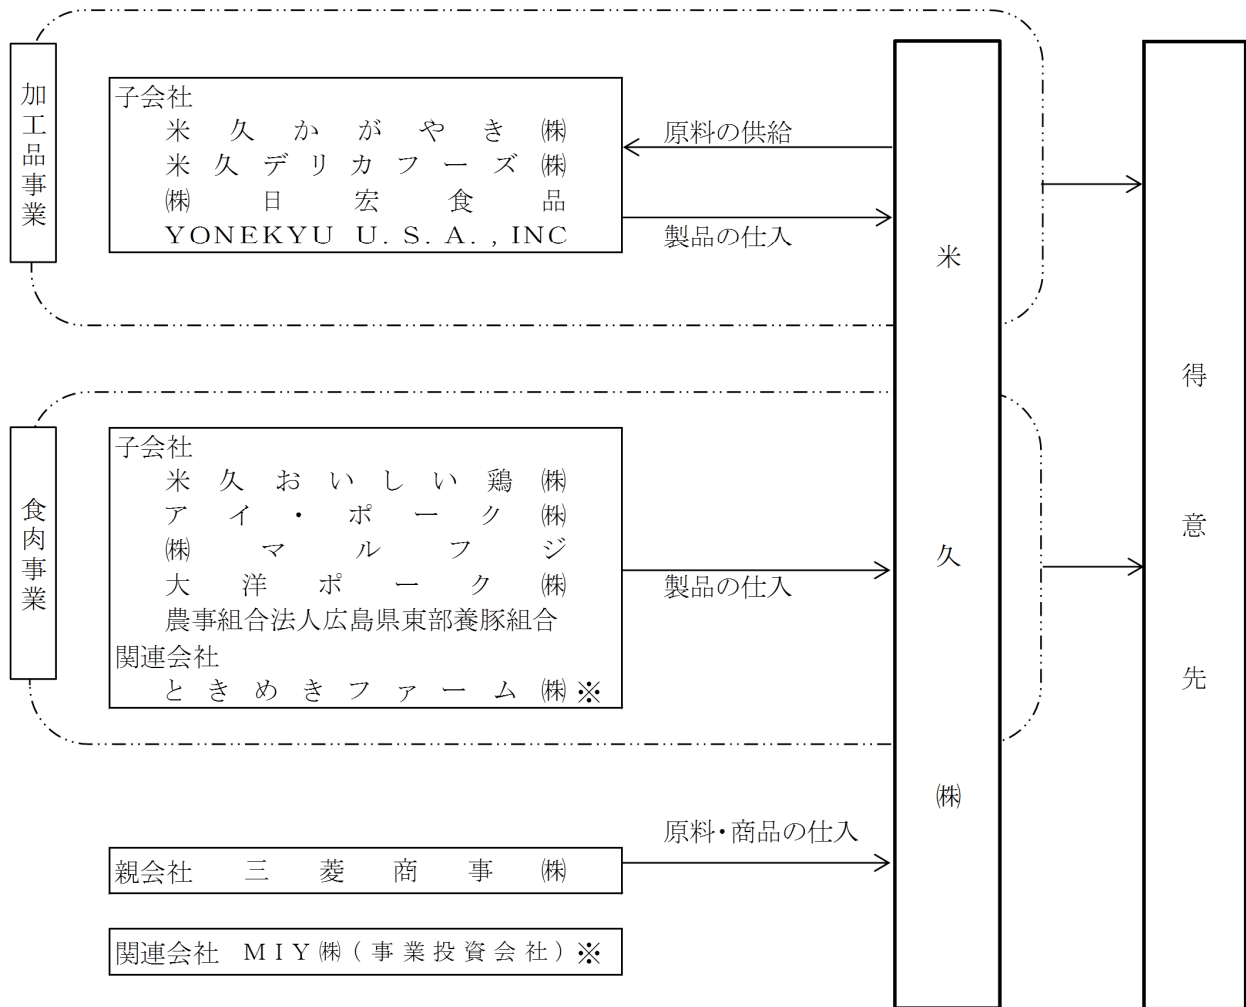 加工品事業
子会社
米久かがやき㈱
米久デリカフーズ㈱
㈱日宏食品
YONEKYU U.S.A.,INC
原料の供給
製品の仕入
食肉事業
子会社
米久おいしい鶏㈱
アイ・ポーク㈱
㈱マルフジ
大洋ポーク㈱
農事組合法人広島県東部養豚組合
関連会社
ときめきファーム㈱※
製品の仕入
親会社 三菱商事㈱
原料・商品の仕入
関連会社 MIY㈱(事業投資会社)※
米久㈱
得意先